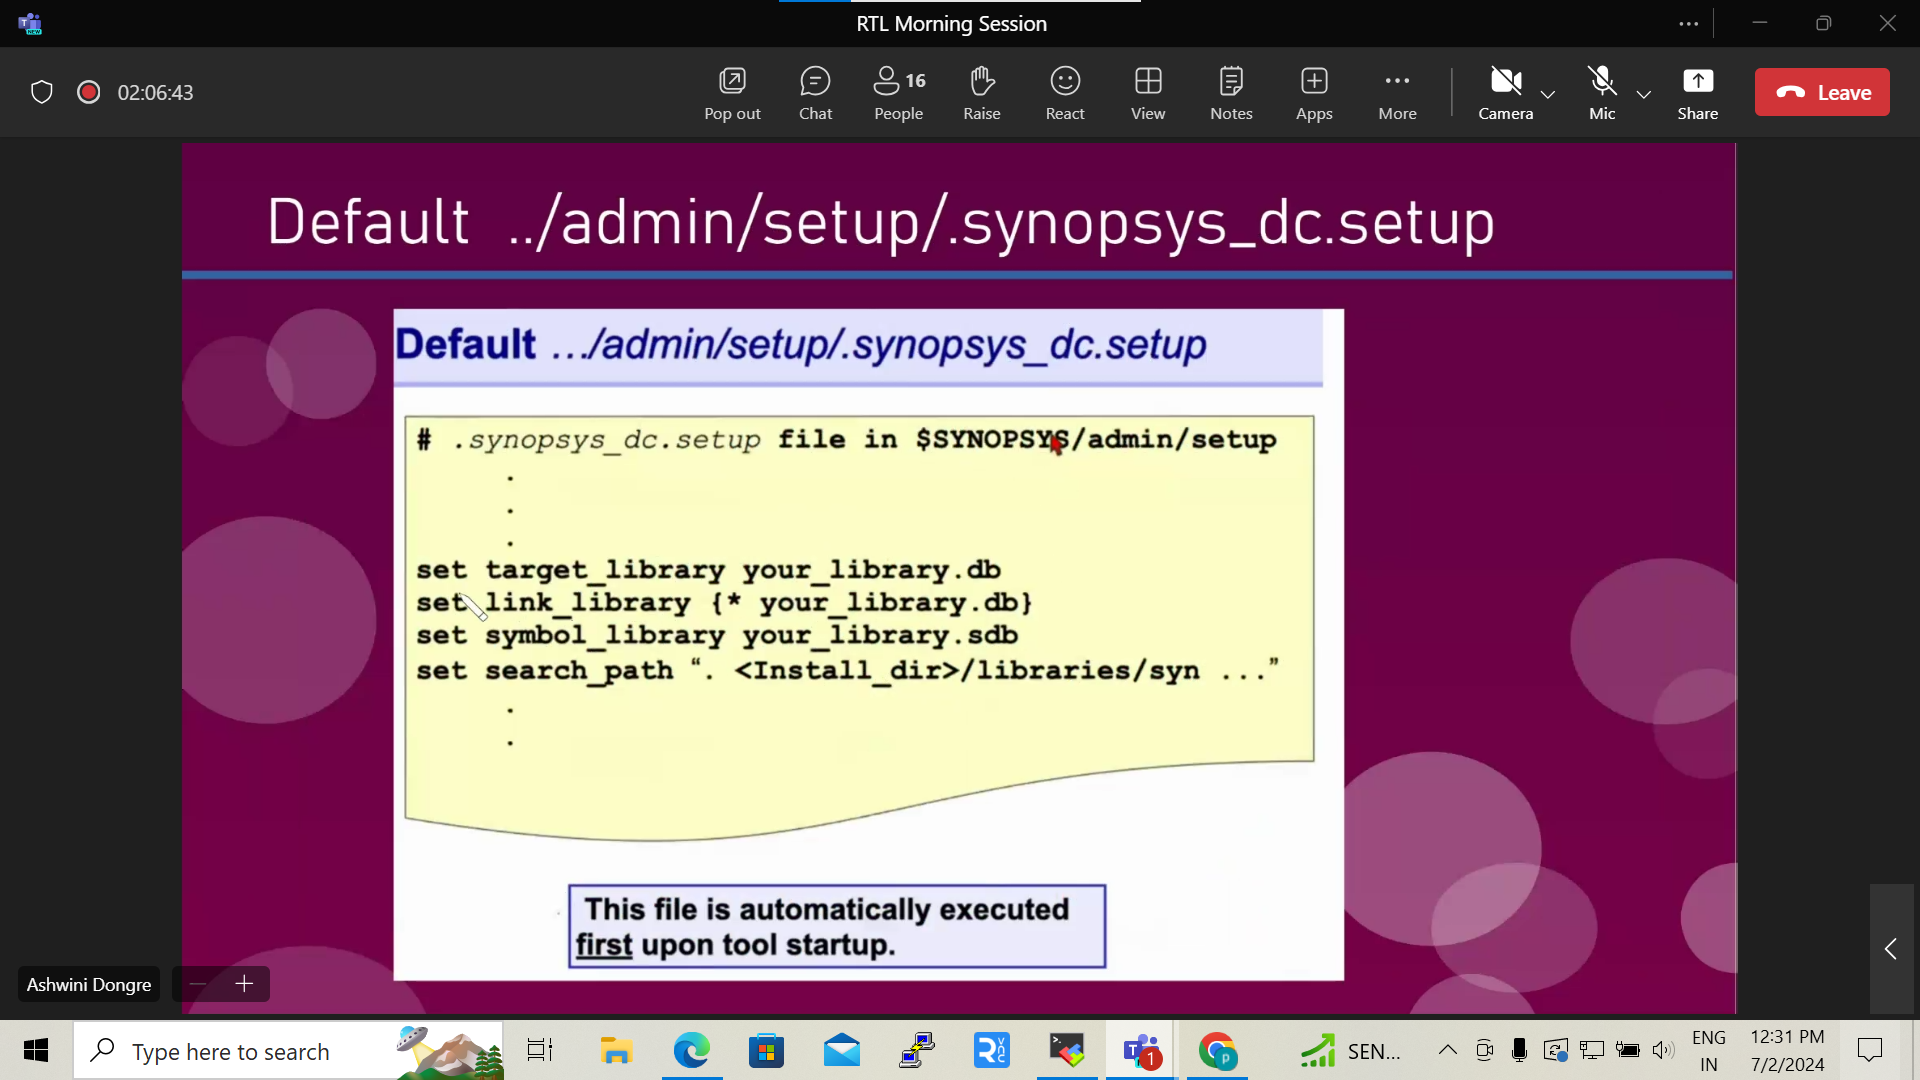 RTL Morning Session
02:06:43
Pop out
Chat
16
People
Raise
React
View
Notes
Apps
More
Camera
Mic
Share
Leave
Default ../admin/setup/.synopsys_dc.setup
Default .../admin/setup/.synopsys_dc.setup
# .synopsys_dc.setup file in $SYNOPSYS/admin/setup
.
.
.
set target_library your_library.db
set link_library {* your_library.db}
set symbol_library your_library.sdb
set search_path “. <Install_dir>/libraries/syn ...”
.
.
This file is automatically executed
first upon tool startup.
Ashwini Dongre
Type here to search
1
p
SEN...
ENG
IN
12:31 PM
7/2/2024